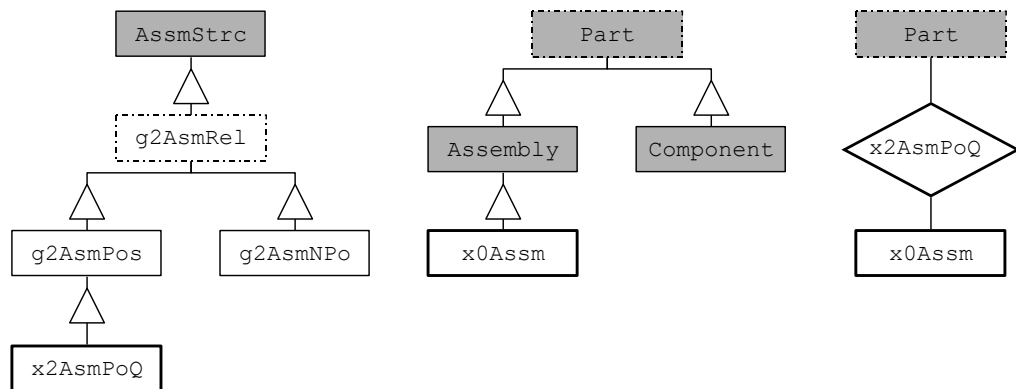 AssmStrc
g2AsmRel
g2AsmPos
g2AsmNPo
x2AsmPoQ
Part
Assembly
Component
x0Assm
Part
x2AsmPoQ
x0Assm